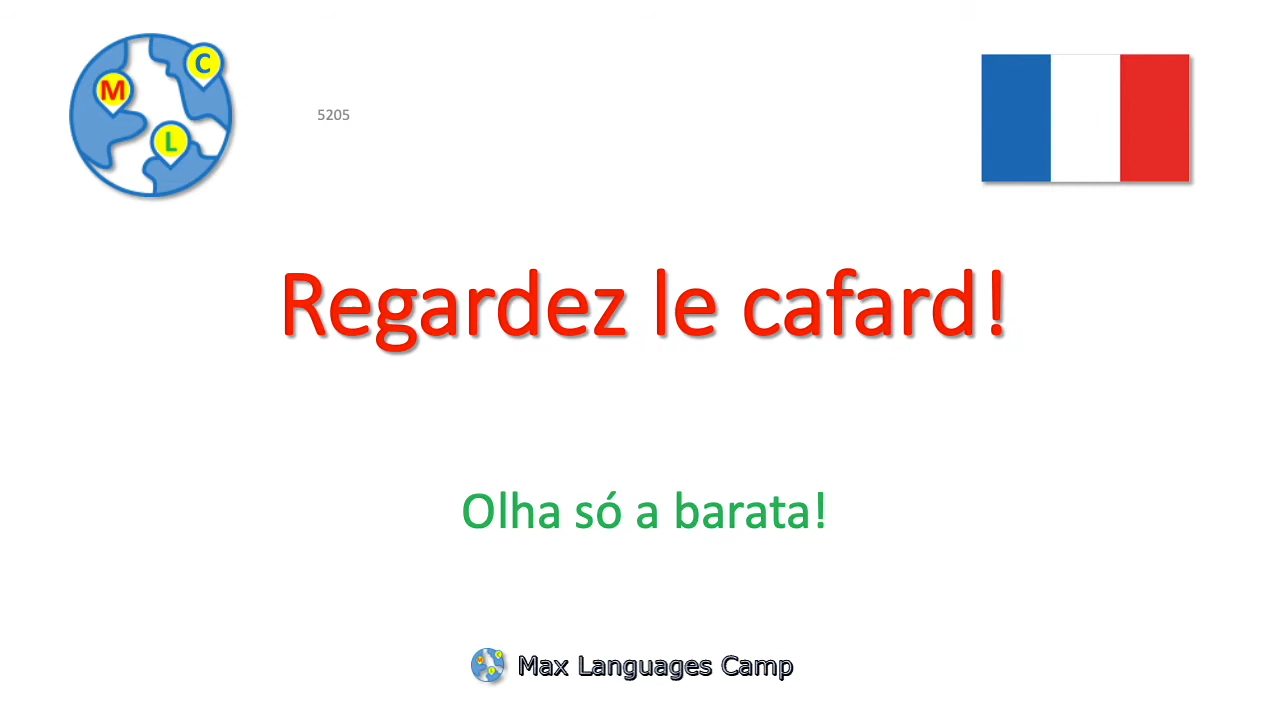 C
M
L
5205
Regardez le cafard!
Olha só a barata!
Max Languages Camp